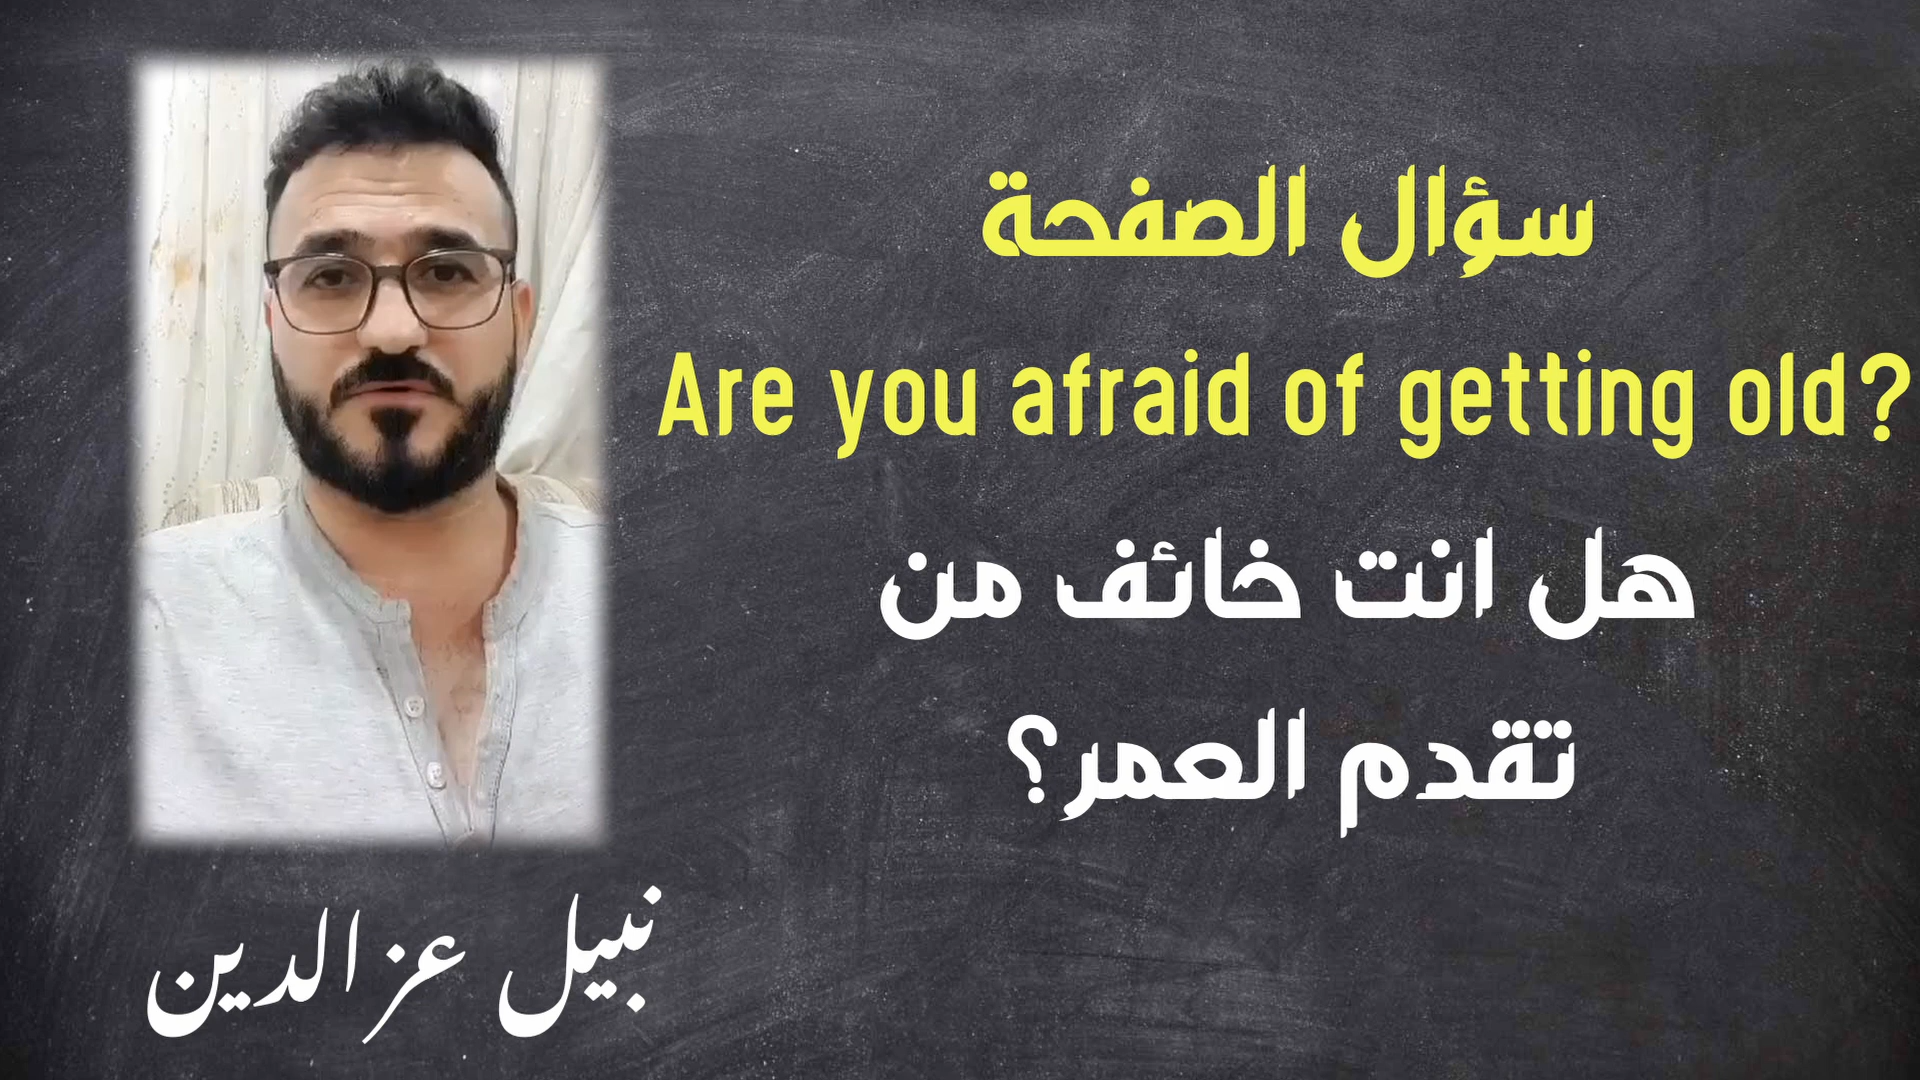 سؤال الصفحة
Are you afraid of getting old?
هل انت خائف من
تقدم العمر؟
نبيل عز الدين